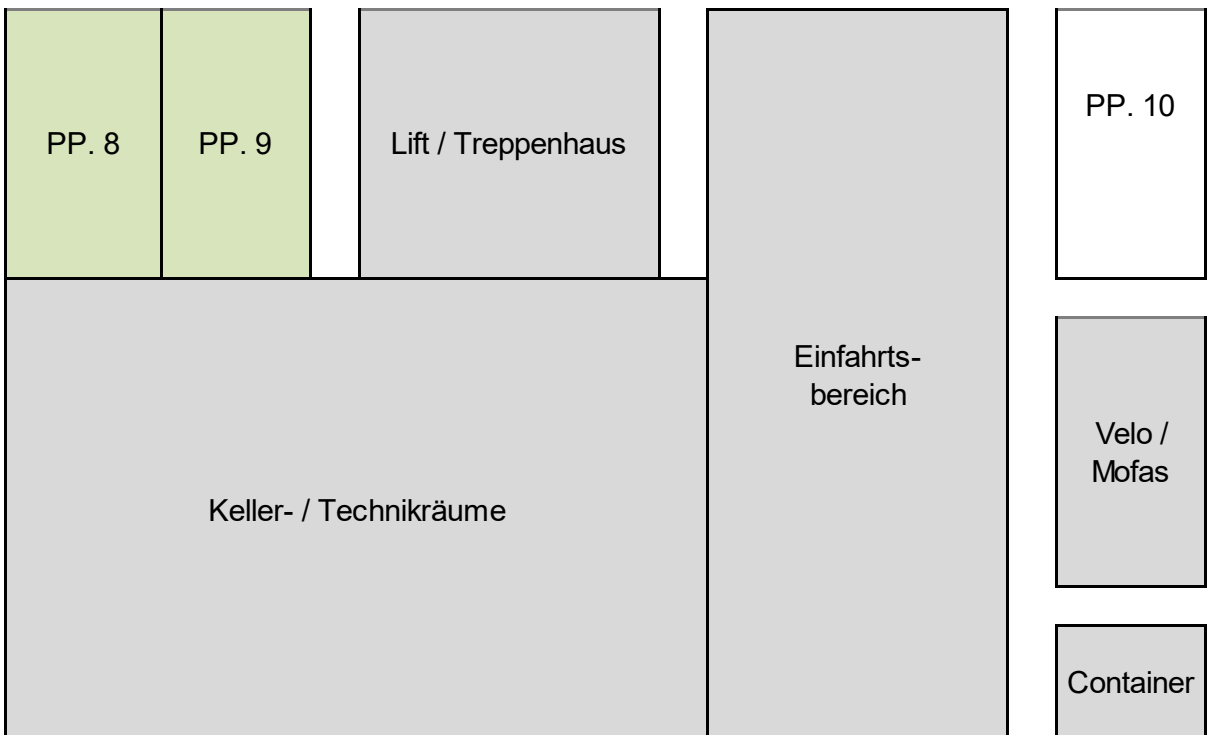 PP. 8
PP. 9
Lift / Treppenhaus
PP. 10
Einfahrts-
bereich
Velo /
Mofas
Keller- / Technikräume
Container